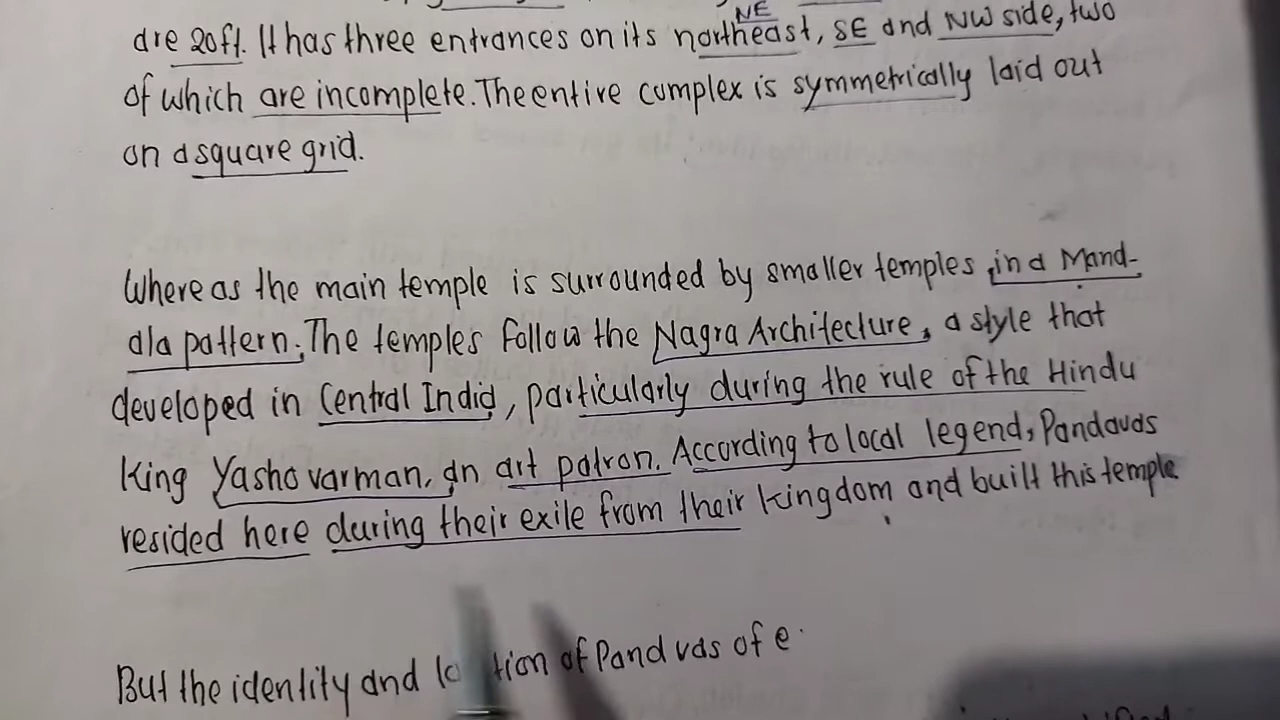 NE
are 20ft. It has three entrances on its northeast, SE and NW side, two
of which are incomplete. The entire complex is symmetrically laid out
on a square grid.
Whereas the main temple is surrounded by smaller temples, in a Mand-
ala pattern. The temples follow the Nagra Architecture, a style that
developed in Central India, particularly during the rule of the Hindu
King Yashovarman, an art patron. According to local legend, Pandavas
resided here during their exile from their kingdom and built this temple
But the identity and of Pandvas of e